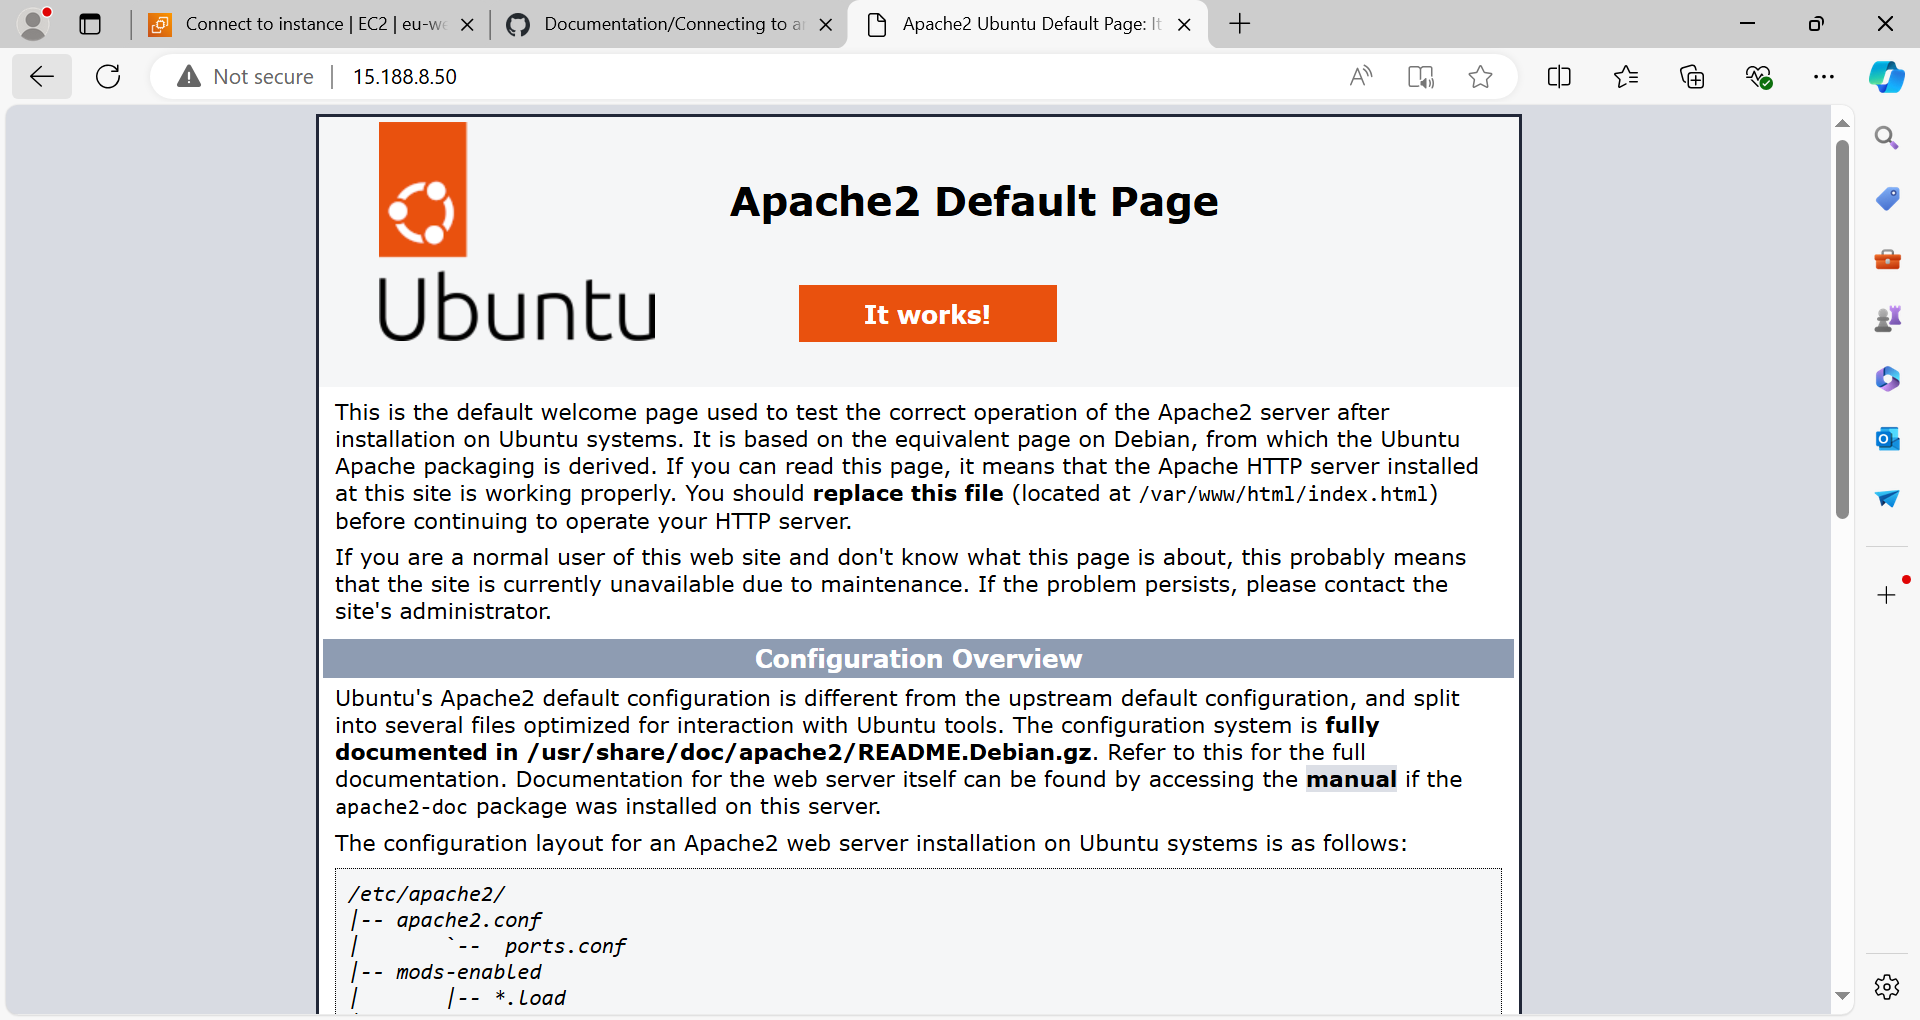 Connect to instance | EC2 | eu-we
Documentation/Connecting to a
Apache2 Ubuntu Default Page: It
Not secure
15.188.8.50
Apache2 Default Page
Ubuntu
It works!
This is the default welcome page used to test the correct operation of the Apache2 server after
installation on Ubuntu systems. It is based on the equivalent page on Debian, from which the Ubuntu
Apache packaging is derived. If you can read this page, it means that the Apache HTTP server installed
at this site is working properly. You should replace this file (located at /var/www/html/index.html)
before continuing to operate your HTTP server.
If you are a normal user of this web site and don't know what this page is about, this probably means
that the site is currently unavailable due to maintenance. If the problem persists, please contact the
site's administrator.
Configuration Overview
Ubuntu's Apache2 default configuration is different from the upstream default configuration, and split
into several files optimized for interaction with Ubuntu tools. The configuration system is fully
documented in /usr/share/doc/apache2/README.Debian.gz. Refer to this for the full
documentation. Documentation for the web server itself can be found by accessing the manual if the
apache2-doc package was installed on this server.
The configuration layout for an Apache2 web server installation on Ubuntu systems is as follows:
/etc/apache2/
|-- apache2.conf
|       `--  ports.conf
|-- mods-enabled
|       |-- *.load